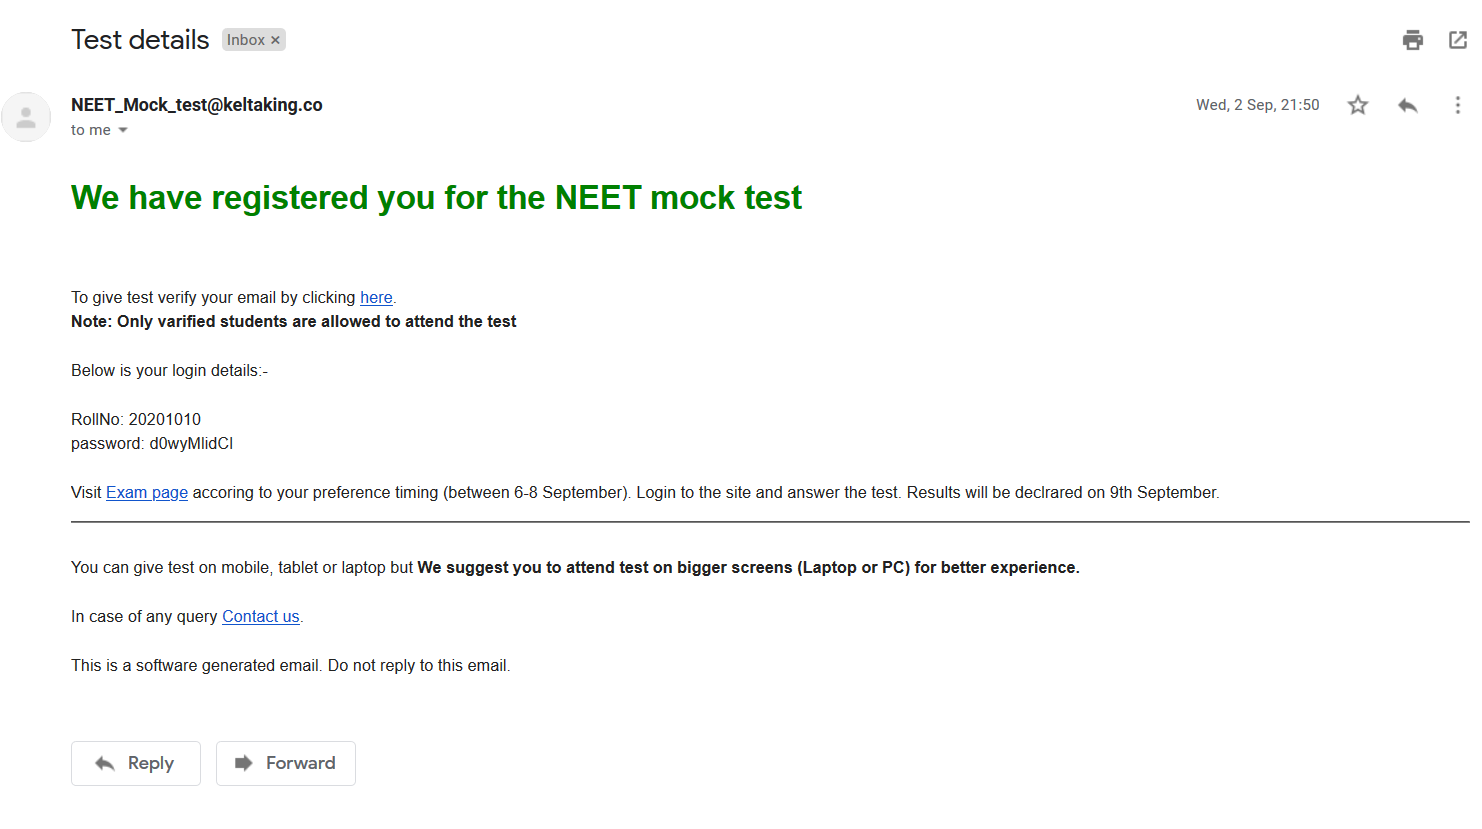 Test details Inbox ×
NEET_Mock_test@keltaking.co Wed, 2 Sep, 21:50
to me
We have registered you for the NEET mock test
To give test verify your email by clicking here.
Note: Only varified students are allowed to attend the test
Below is your login details:-
RollNo: 20201010
password: d0wyMlidCl
Visit Exam page accoring to your preference timing (between 6-8 September). Login to the site and answer the test. Results will be declrared on 9th September.
You can give test on mobile, tablet or laptop but We suggest you to attend test on bigger screens (Laptop or PC) for better experience.
In case of any query Contact us.
This is a software generated email. Do not reply to this email.
Reply Forward